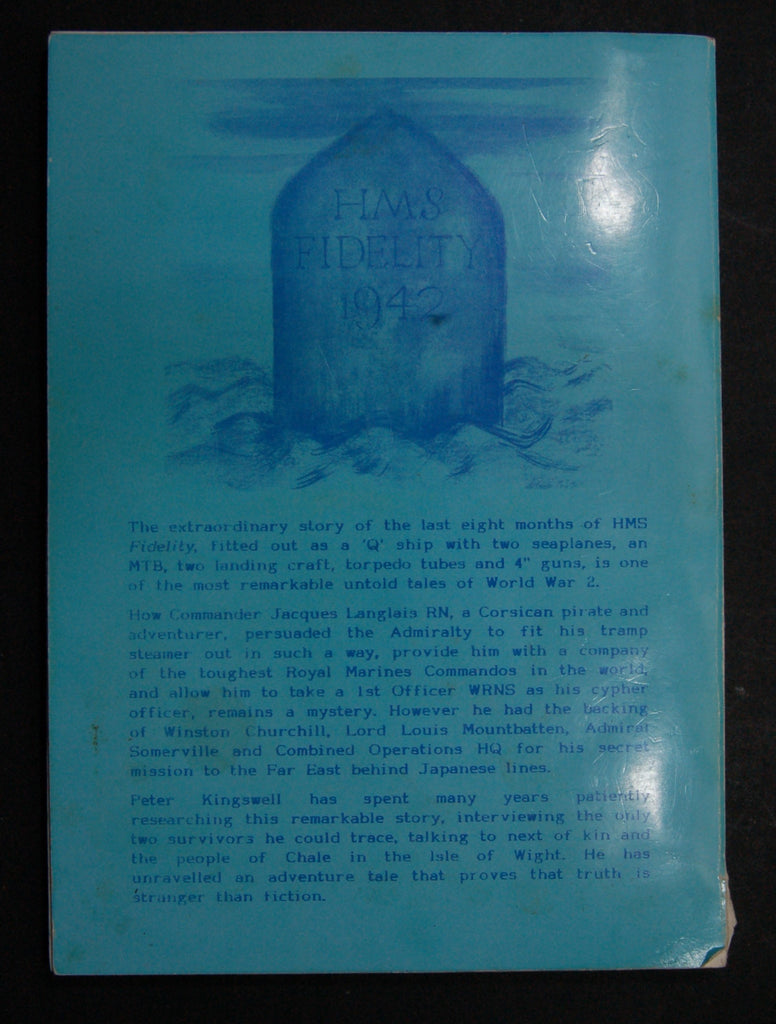 HMS
FIDELITY
1942
The extraordinary story of the last eight months of HMS
Fidelity, fitted out as a 'Q' ship with two seaplanes, an
MTB, two landing craft, torpedo tubes and 4" guns, is one
of the most remarkable untold tales of World War 2.
How Commander Jacques Langlais RN, a Corsican pirate and
adventurer, persuaded the Admiralty to fit his tramp
steamer out in such a way, provide him with a company
of the toughest Royal Marines Commandos in the world,
and allow him to take a 1st Officer WRNS as his cypher
officer, remains a mystery. However he had the backing
of Winston Churchill, Lord Louis Mountbatten, Admiral
Somerville and Combined Operations HQ for his secret
mission to the Far East behind Japanese lines.
Peter Kingswell has spent many years patiently
researching this remarkable story, interviewing the only
two survivors he could trace, talking to next of kin and
the people of Chale in the Isle of Wight. He has
unravelled an adventure tale that proves that truth is
stranger than fiction.